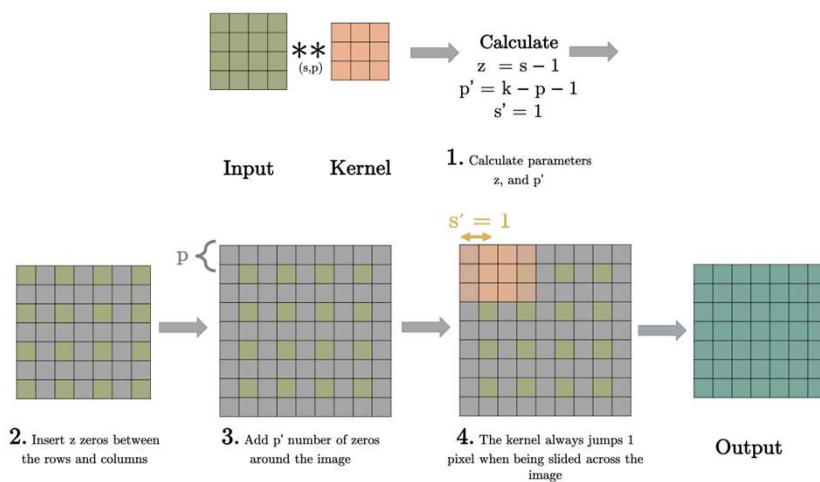 **
(s,p)
Calculate
z = s − 1
p' = k − p − 1
s' = 1
Input
Kernel
1. Calculate parameters
z, and p'
s′ = 1
p
2. Insert z zeros between
the rows and columns
3. Add p' number of zeros
around the image
4. The kernel always jumps 1
pixel when being slided across the
image
Output